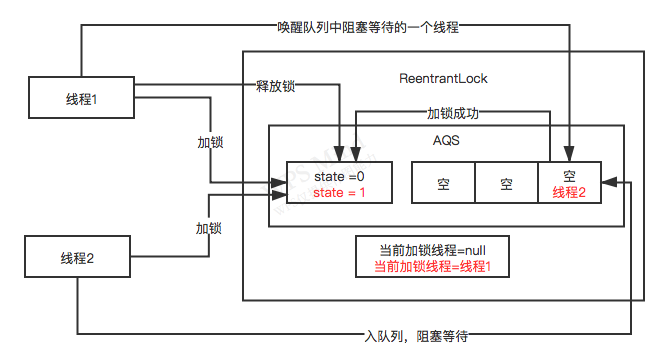 唤醒队列中阻塞等待的一个线程
ReentrantLock
线程1
释放锁
加锁成功
加锁
AQS
state =0
state = 1
空
空
空
线程2
加锁
线程2
当前加锁线程=null
当前加锁线程=线程1
入队列，阻塞等待